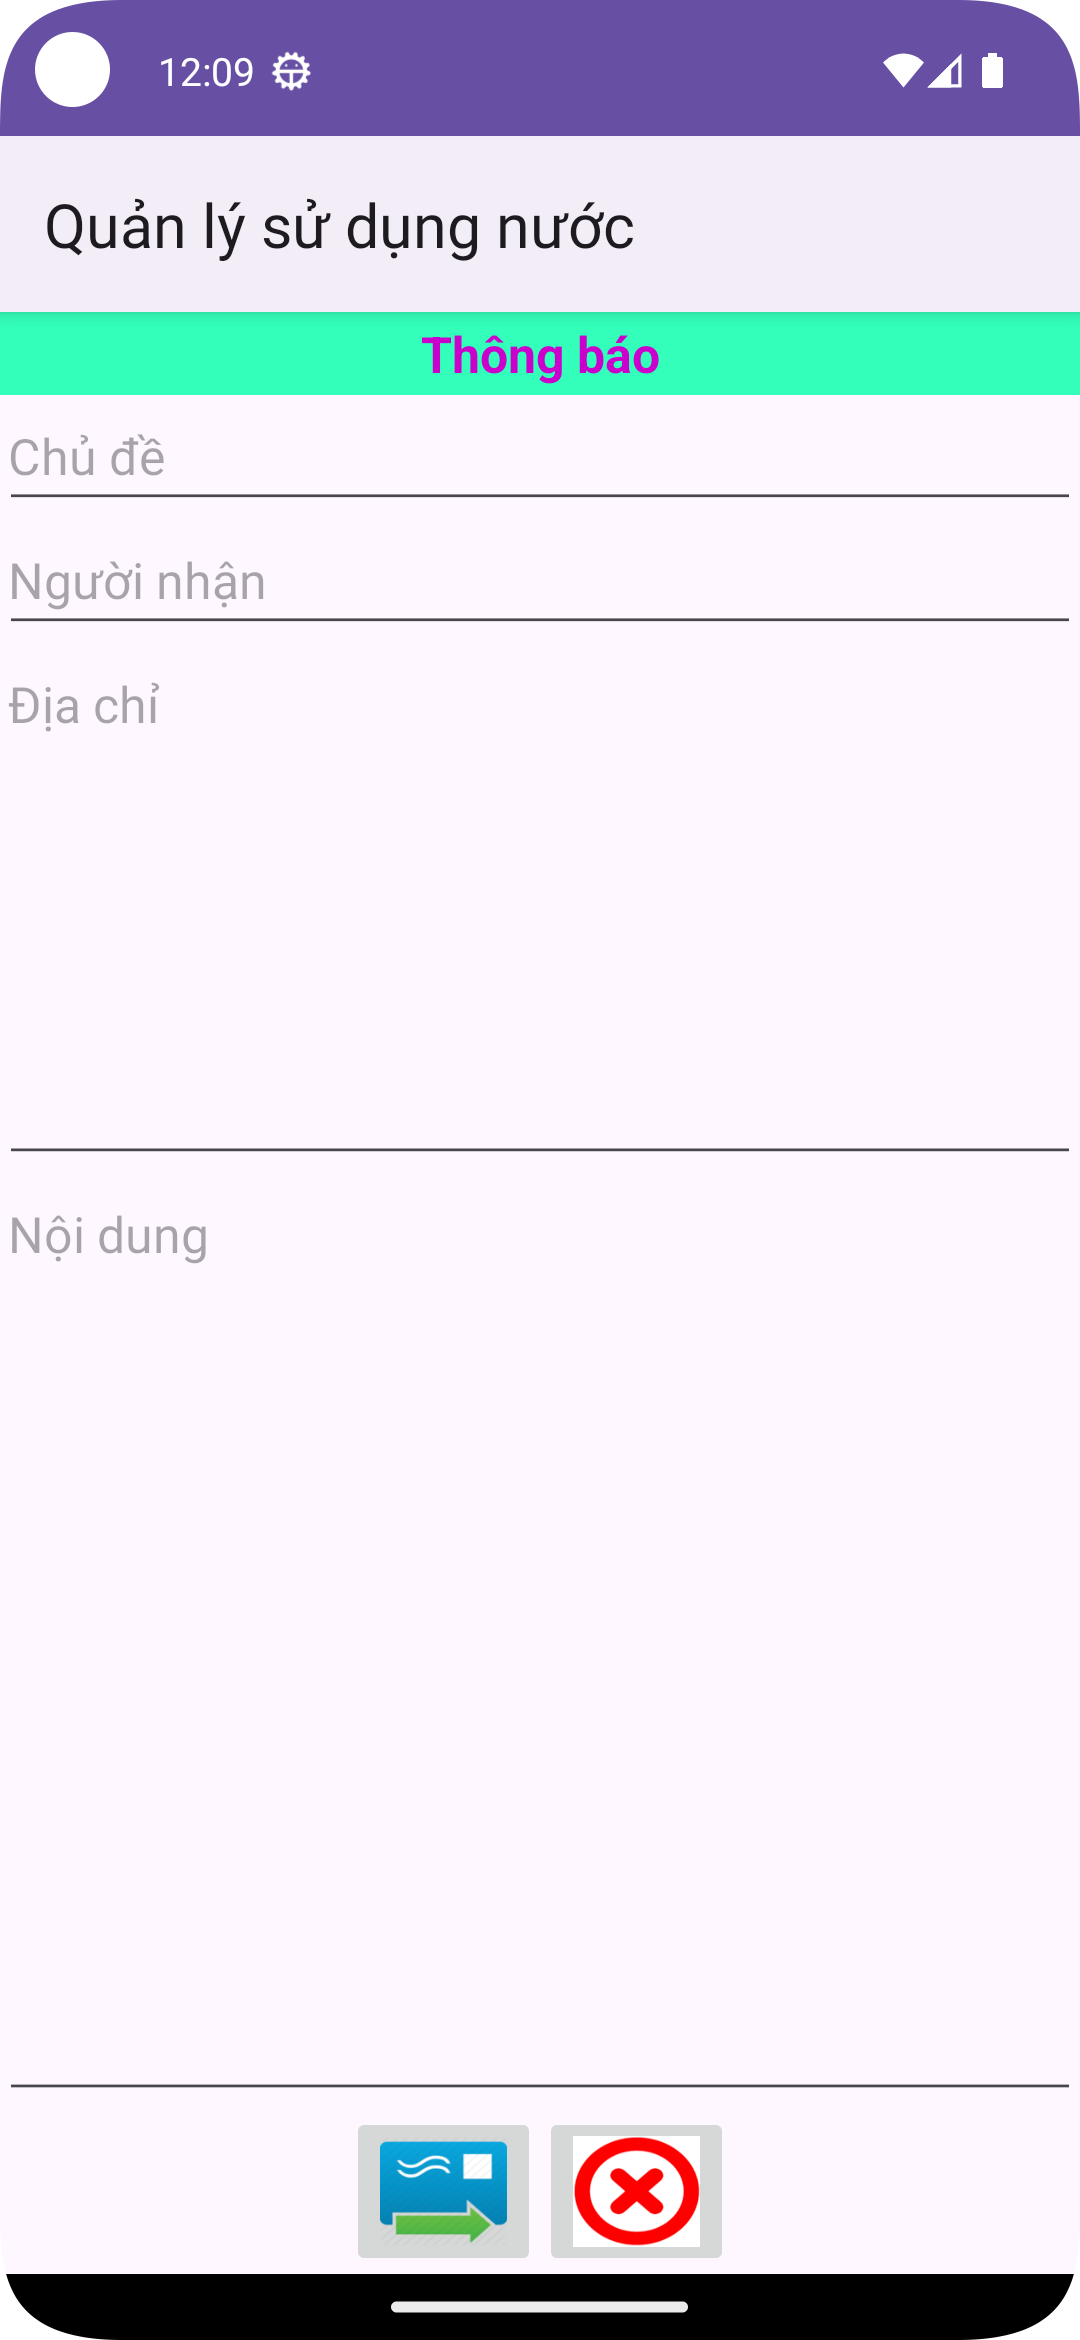 12:09
Quản lý sử dụng nước
Thông báo
Chủ đề
Người nhận
Địa chỉ
Nội dung